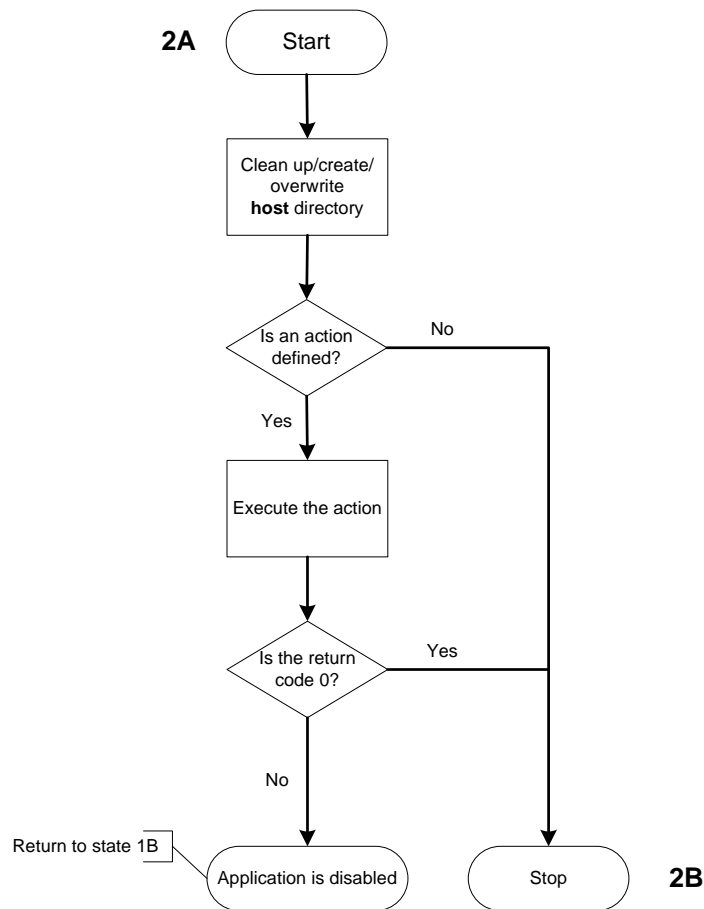 2A
Start
Clean up/create/
overwrite
host directory
Is an action
defined?
No
Yes
Execute the action
Is the return
code 0?
Yes
No
Return to state 1B
Application is disabled
Stop
2B